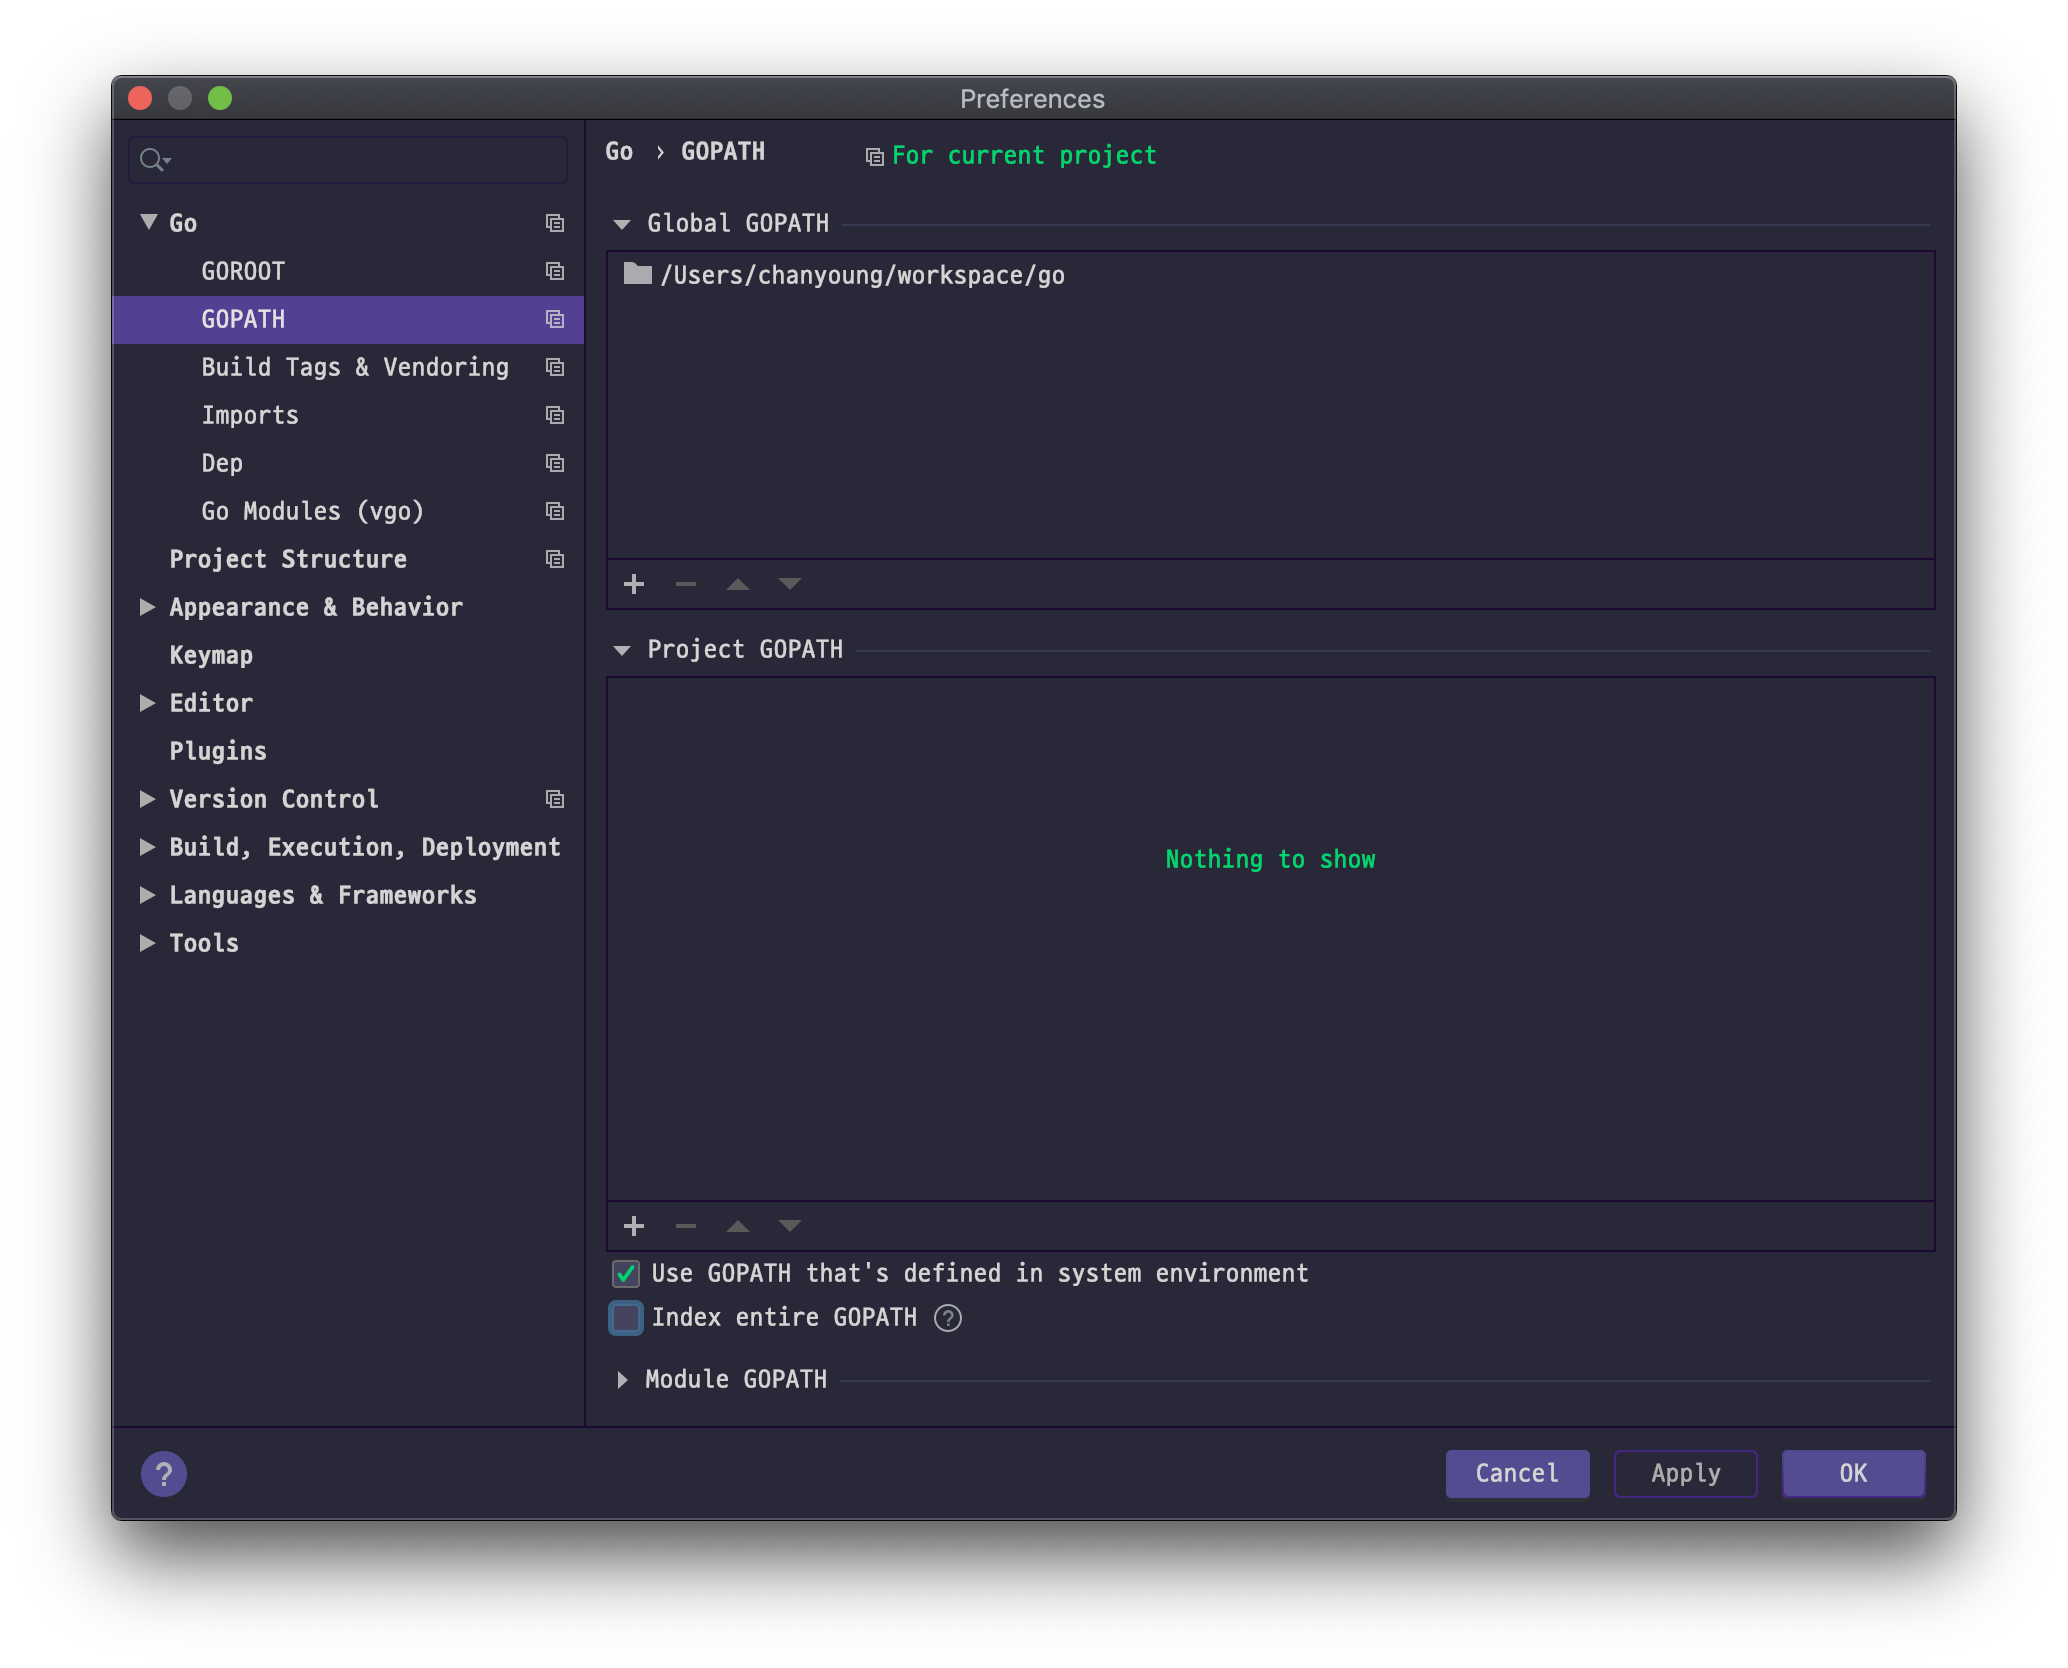 Preferences
Go
GOROOT
GOPATH
Build Tags & Vendoring
Imports
Dep
Go Modules (vgo)
Project Structure
Appearance & Behavior
Keymap
Editor
Plugins
Version Control
Build, Execution, Deployment
Languages & Frameworks
Tools
Go › GOPATH For current project
Global GOPATH
/Users/chanyoung/workspace/go
Project GOPATH
Nothing to show
Use GOPATH that's defined in system environment
Index entire GOPATH ?
Module GOPATH
? Cancel Apply OK